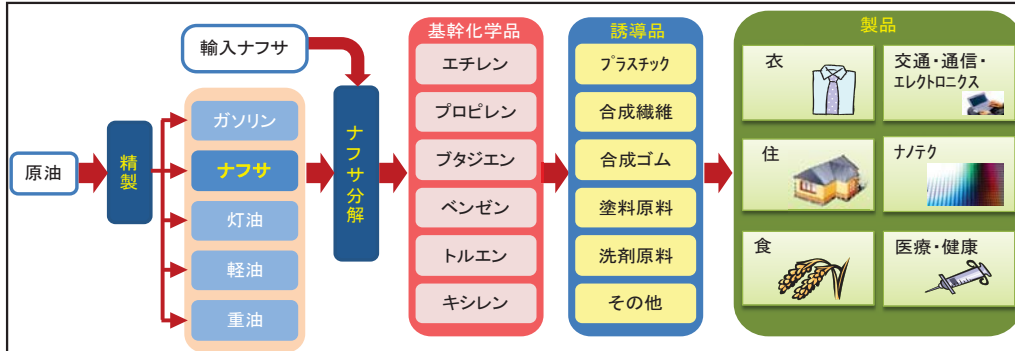 原油
精製
輸入ナフサ
ガソリン
ナフサ
灯油
軽油
重油
ナフサ分解
基幹化学品
エチレン
プロピレン
ブタジエン
ベンゼン
トルエン
キシレン
誘導品
プラスチック
合成繊維
合成ゴム
塗料原料
洗剤原料
その他
製品
衣
交通・通信・
エレクトロニクス
住
ナノテク
食
医療・健康